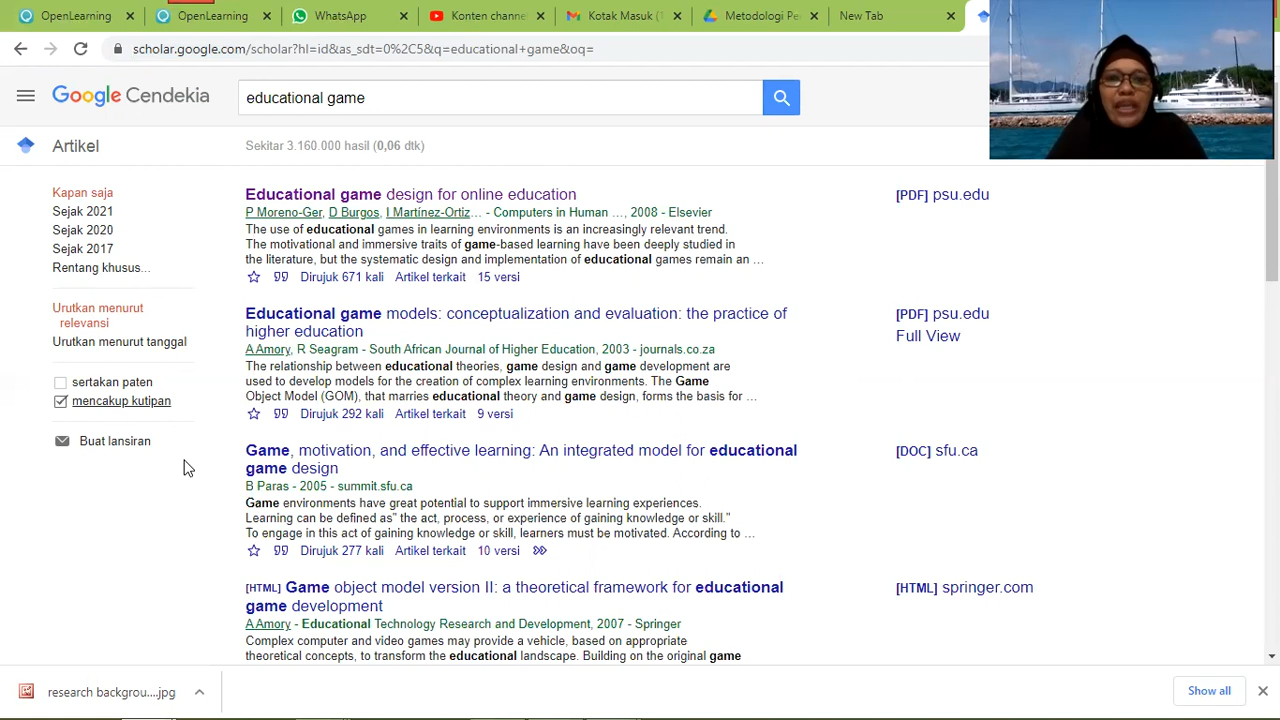 OpenLearning
OpenLearning
WhatsApp
Konten channe
Kotak Masuk (
Metodologi Pe
New Tab
scholar.google.com/scholar?hl=id&as_sdt=0%2C5&q=educational+game&oq=
Google Cendekia
educational game
Artikel
Sekitar 3.160.000 hasil (0,06 dtk)
Kapan saja
Sejak 2021
Sejak 2020
Sejak 2017
Rentang khusus...
Urutkan menurut
relevansi
Urutkan menurut tanggal
sertakan paten
mencakup kutipan
Buat lansiran
Educational game design for online education
[PDF] psu.edu
P Moreno-Ger, D Burgos, I Martínez-Ortiz... - Computers in Human ..., 2008 - Elsevier
The use of educational games in learning environments is an increasingly relevant trend.
The motivational and immersive traits of game-based learning have been deeply studied in
the literature, but the systematic design and implementation of educational games remain an ...
Dirujuk 671 kali Artikel terkait 15 versi
Educational game models: conceptualization and evaluation: the practice of
higher education
[PDF] psu.edu
Full View
A Amory, R Seagram - South African Journal of Higher Education, 2003 - journals.co.za
The relationship between educational theories, game design and game development are
used to develop models for the creation of complex learning environments. The Game
Object Model (GOM), that marries educational theory and game design, forms the basis for ...
Dirujuk 292 kali Artikel terkait 9 versi
Game, motivation, and effective learning: An integrated model for educational
game design
[DOC] sfu.ca
B Paras - 2005 - summit.sfu.ca
Game environments have great potential to support immersive learning experiences.
Learning can be defined as" the act, process, or experience of gaining knowledge or skill."
To engage in this act of gaining knowledge or skill, learners must be motivated. According to ...
Dirujuk 277 kali Artikel terkait 10 versi
[HTML] Game object model version II: a theoretical framework for educational
game development
[HTML] springer.com
A Amory - Educational Technology Research and Development, 2007 - Springer
Complex computer and video games may provide a vehicle, based on appropriate
theoretical concepts, to transform the educational landscape. Building on the original game
research backgrou....jpg
Show all